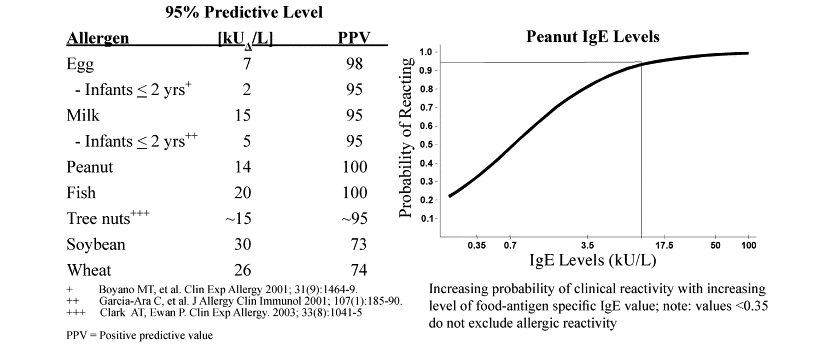 95% Predictive Level
Allergen [kUA/L] PPV
Egg 7 98
- Infants ≤ 2 yrs+ 2 95
Milk 15 95
- Infants ≤ 2 yrs++ 5 95
Peanut 14 100
Fish 20 100
Tree nuts+++ ~15 ~95
Soybean 30 73
Wheat 26 74
+ Boyano MT, et al. Clin Exp Allergy 2001; 31(9):1464-9.
++ Garcia-Ara C, et al. J Allergy Clin Immunol 2001; 107(1):185-90.
+++ Clark AT, Ewan P. Clin Exp Allergy. 2003; 33(8):1041-5
PPV = Positive predictive value
Peanut IgE Levels
Probability of Reacting
1.0
0.9
0.8
0.7
0.6
0.5
0.4
0.3
0.2
0.1
0.35 0.7 3.5 17.5 50 100
IgE Levels (kU/L)
Increasing probability of clinical reactivity with increasing
level of food-antigen specific IgE value; note: values <0.35
do not exclude allergic reactivity